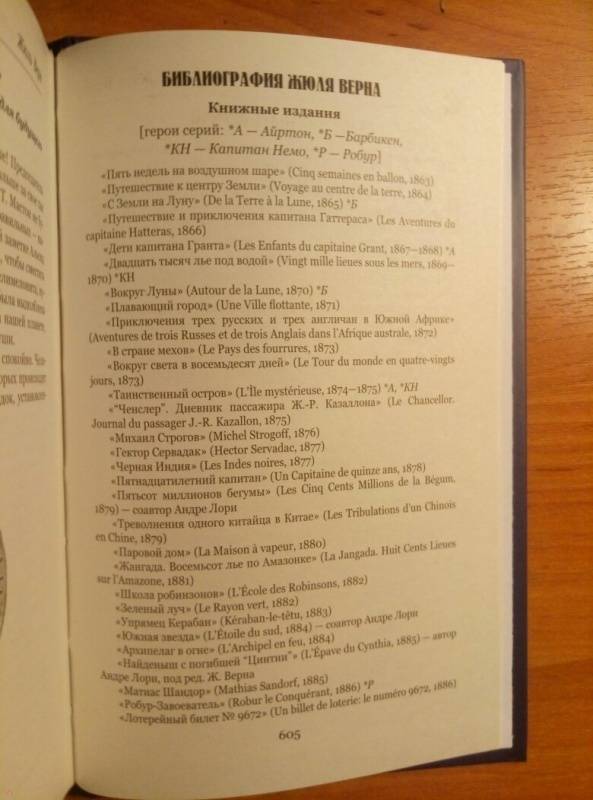 Жюль Верн
БИБЛИОГРАФИЯ ЖЮЛЯ ВЕРНА
Книжные издания
[герои серий: *А — Айртон, *Б —Барбикен,
*КН — Капитан Немо, *Р — Робур]
«Пять недель на воздушном шаре» (Cinq semaines en ballon, 1863)
«Путешествие к центру Земли» (Voyage au centre de la terre, 1864)
«С Земли на Луну» (De la Terre à la Lune, 1865) *Б
«Путешествие и приключения капитана Гаттераса» (Les Aventures du
capitaine Hatteras, 1866)
«Дети капитана Гранта» (Les Enfants du capitaine Grant, 1867—1868) *А
«Двадцать тысяч лье под водой» (Vingt mille lieues sous les mers, 1869—
1870) *КН
«Вокруг Луны» (Autour de la Lune, 1870) *Б
«Плавающий город» (Une Ville flottante, 1871)
«Приключения трех русских и трех англичан в Южной Африке»
(Aventures de trois Russes et de trois Anglais dans l'Afrique australe, 1872)
«В стране мехов» (Le Pays des fourrures, 1873)
«Вокруг света в восемьдесят дней» (Le Tour du monde en quatre-vingts
jours, 1873)
«Таинственный остров» (L'Île mystérieuse, 1874—1875) *А, *КН
«"Ченслер". Дневник пассажира Ж.-Р. Казаллона» (Le Chancellor.
Journal du passager J.-R. Kazallon, 1875)
«Михаил Строгов» (Michel Strogoff, 1876)
«Гектор Сервадак» (Hector Servadac, 1877)
«Черная Индия» (Les Indes noires, 1877)
«Пятнадцатилетний капитан» (Un Capitaine de quinze ans, 1878)
«Пятьсот миллионов бегумы» (Les Cinq Cents Millions de la Bégum,
1879) — соавтор Андре Лори
«Треволнения одного китайца в Китае» (Les Tribulations d'un Chinois
en Chine, 1879)
«Паровой дом» (La Maison à vapeur, 1880)
«Жангада. Восемьсот лье по Амазонке» (La Jangada. Huit Cents Lieues
sur l'Amazone, 1881)
«Школа робинзонов» (L'École des Robinsons, 1882)
«Зеленый луч» (Le Rayon vert, 1882)
«Упрямец Керабан» (Kéraban-le-têtu, 1883)
«Южная звезда» (L'Étoile du sud, 1884) — соавтор Андре Лори
«Архипелаг в огне» (L'Archipel en feu, 1884)
«Найденыш с погибшей "Цинтии"» (L'Épave du Cynthia, 1885) — автор
Андре Лори, под ред. Ж. Верна
«Матиас Шандор» (Mathias Sandorf, 1885)
«Робур-Завоеватель» (Robur le Conquérant, 1886) *Р
«Лотерейный билет № 9672» (Un billet de loterie: le numéro 9672, 1886)
605